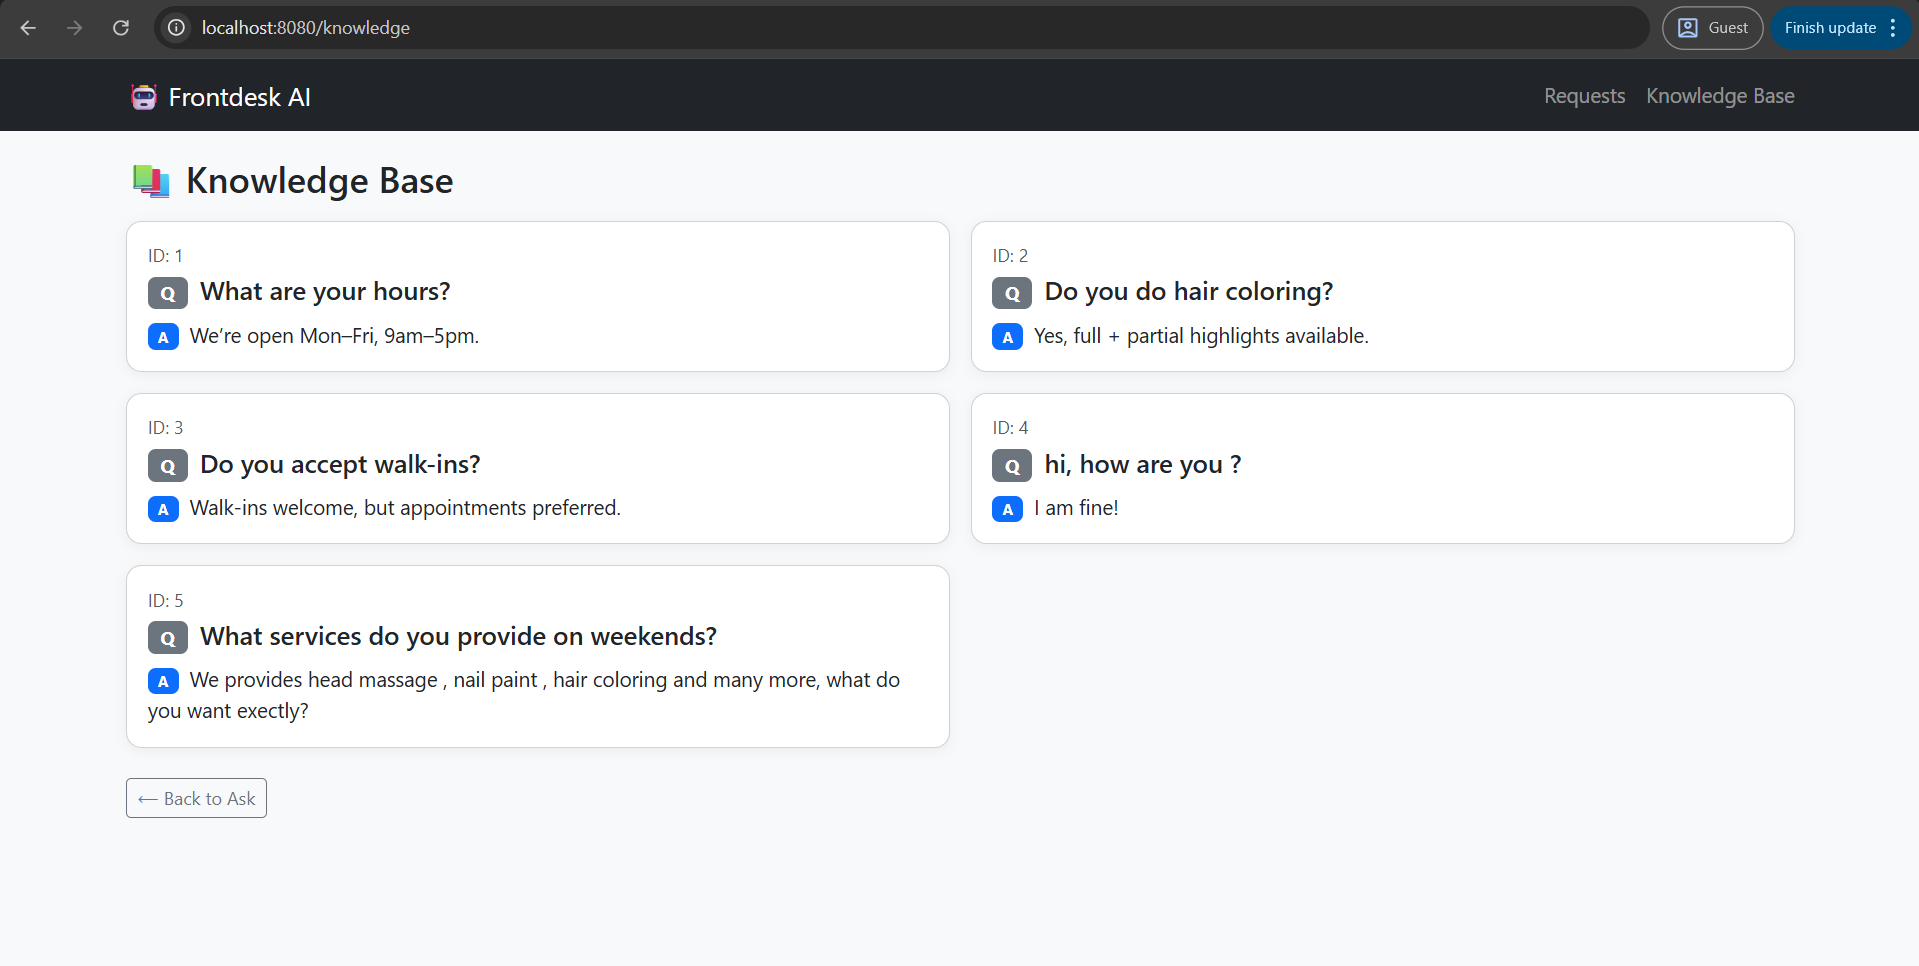 localhost:8080/knowledge
Guest
Finish update
Frontdesk AI
Requests
Knowledge Base
Knowledge Base
ID: 1
Q What are your hours?
A We’re open Mon–Fri, 9am–5pm.
ID: 2
Q Do you do hair coloring?
A Yes, full + partial highlights available.
ID: 3
Q Do you accept walk-ins?
A Walk-ins welcome, but appointments preferred.
ID: 4
Q hi, how are you ?
A I am fine!
ID: 5
Q What services do you provide on weekends?
A We provides head massage , nail paint , hair coloring and many more, what do
you want exectly?
← Back to Ask